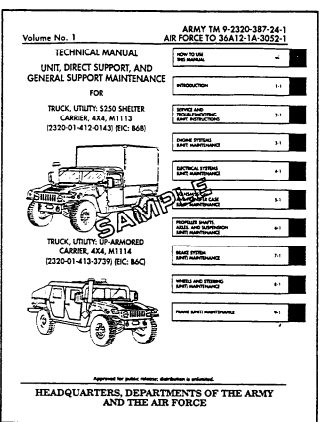 Volume No. 1
ARMY TM 9-2320-387-24-1
AIR FORCE TO 36A12-1A-3052-1
TECHNICAL MANUAL
UNIT, DIRECT SUPPORT, AND
GENERAL SUPPORT MAINTENANCE
FOR
TRUCK, UTILITY: S250 SHELTER
CARRIER, 4X4, M1113
(2320-01-412-0143) (EIC: B6B)
TRUCK, UTILITY: UP-ARMORED
CARRIER, 4X4, M1114
(2320-01-413-3739) (EIC: B6C)
SAMPLE
HOW TO USE
THIS MANUAL
INTRODUCTION 1-1
SERVICE AND
TROUBLESHOOTING
(UNIT) INSTRUCTIONS 2-1
ENGINE SYSTEMS
(UNIT) MAINTENANCE 3-1
ELECTRICAL SYSTEMS
(UNIT) MAINTENANCE 4-1
CASE
MAINTENANCE 5-1
PROPELLER SHAFTS,
AXLES, AND SUSPENSION
(UNIT) MAINTENANCE 6-1
BRAKE SYSTEM
(UNIT) MAINTENANCE 7-1
WHEELS AND STEERING
(UNIT) MAINTENANCE 8-1
FRAME (UNIT) MAINTENANCE 9-1
Approved for public release; distribution is unlimited.
HEADQUARTERS, DEPARTMENTS OF THE ARMY
AND THE AIR FORCE